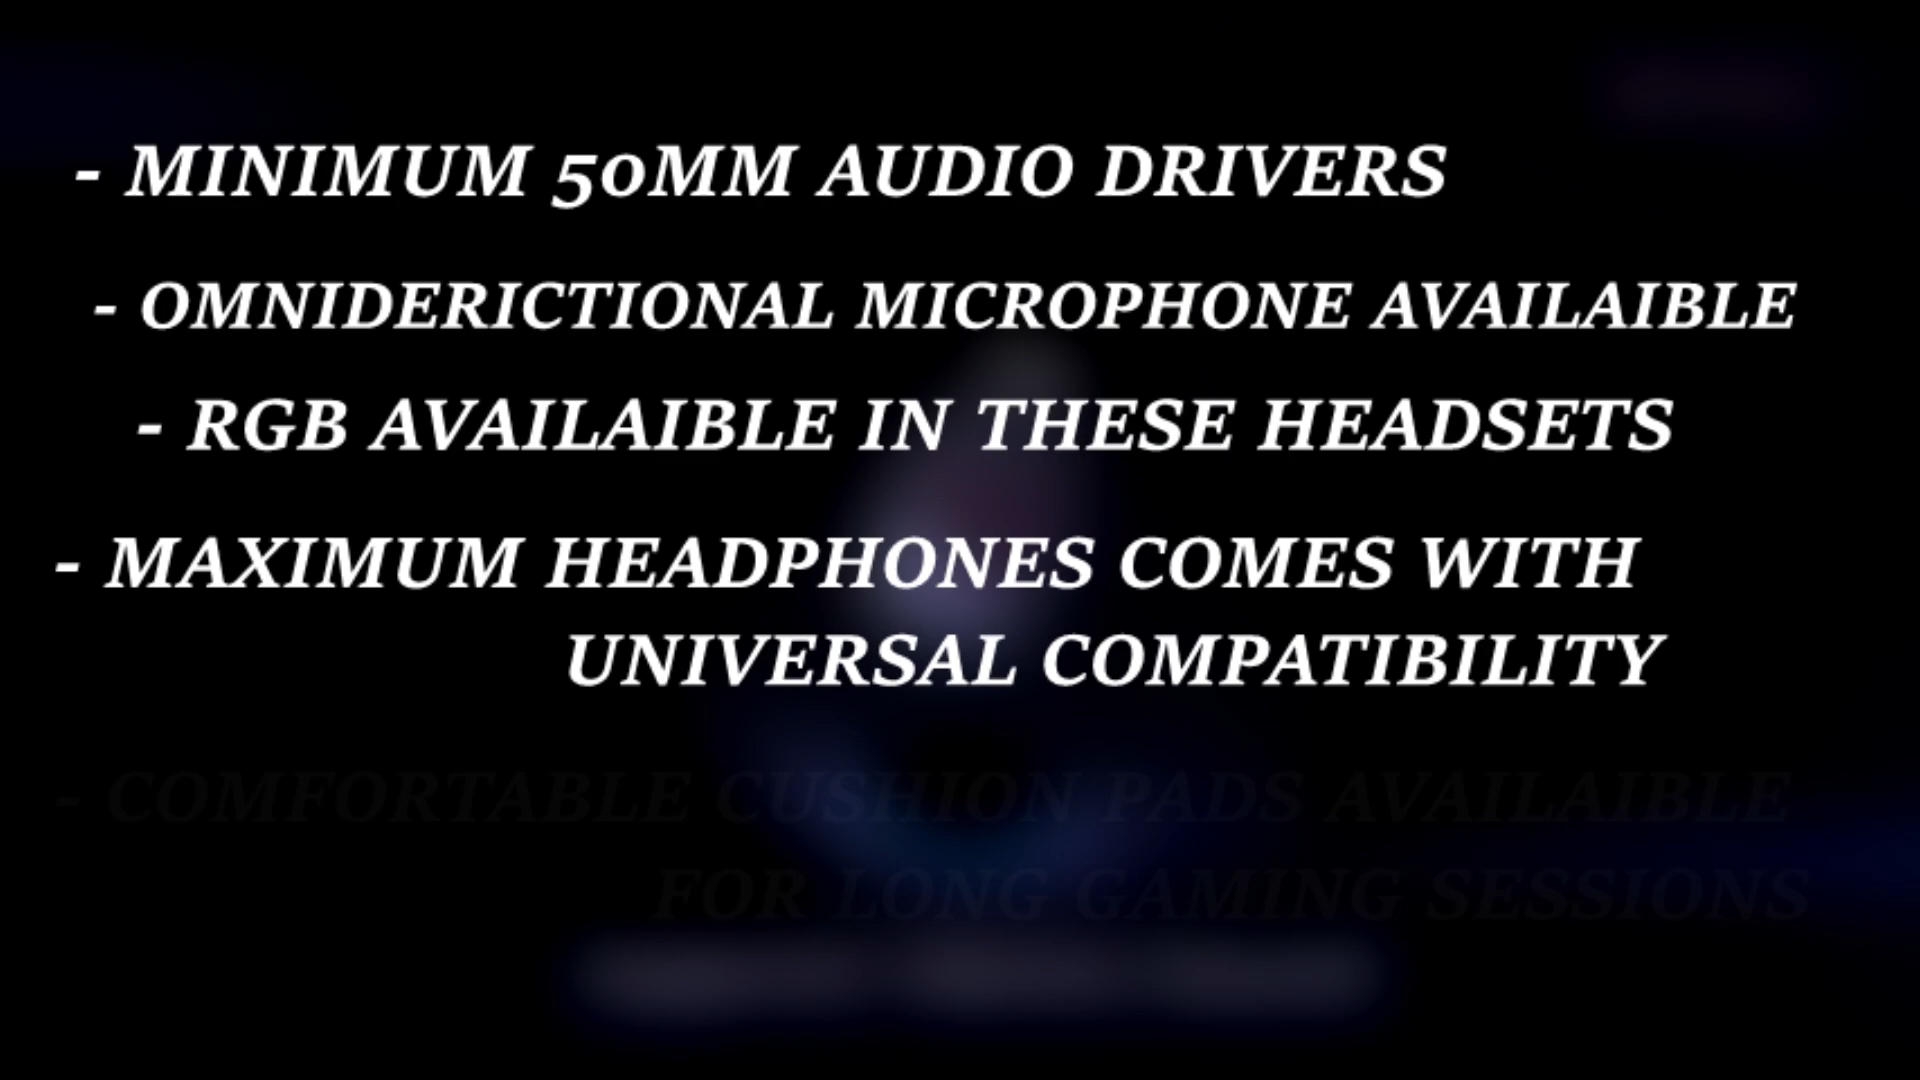 - MINIMUM 50MM AUDIO DRIVERS
- OMNIDERICTIONAL MICROPHONE AVAILAIBLE
- RGB AVAILAIBLE IN THESE HEADSETS
- MAXIMUM HEADPHONES COMES WITH
UNIVERSAL COMPATIBILITY
- COMFORTABLE CUSHION PADS AVAILAIBLE
FOR LONG GAMING SESSIONS